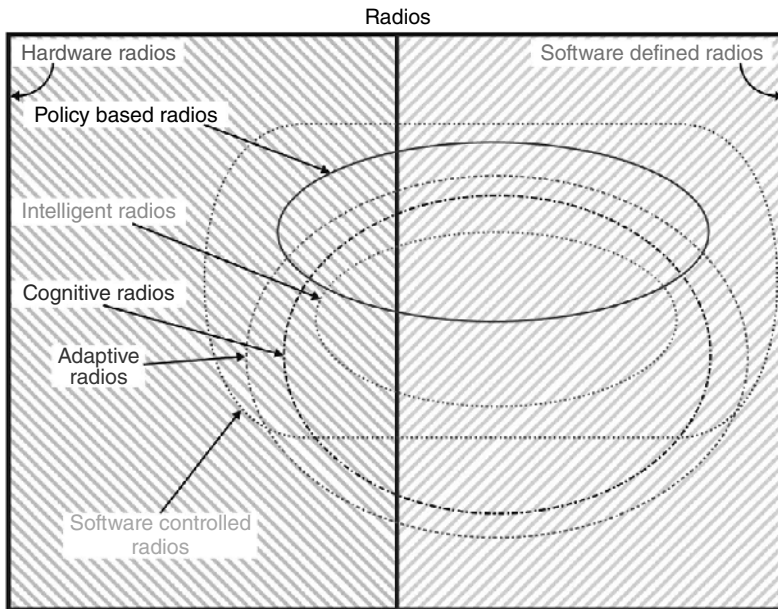 Radios
Hardware radios
Software defined radios
Policy based radios
Intelligent radios
Cognitive radios
Adaptive
radios
Software controlled
radios